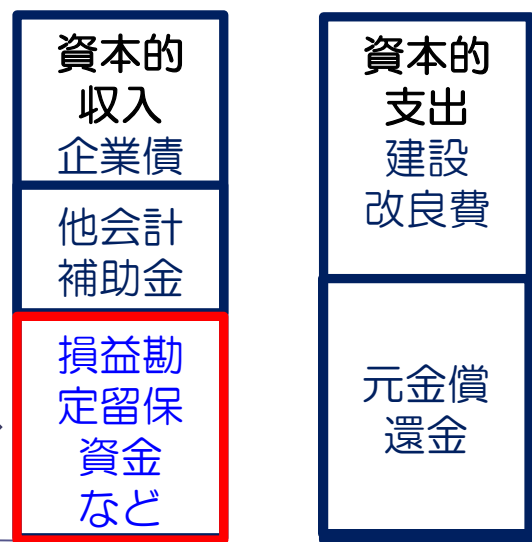 資本的
収入
企業債
他会計
補助金
損益勘
定留保
資金
など
資本的
支出
建設
改良費
元金償
還金